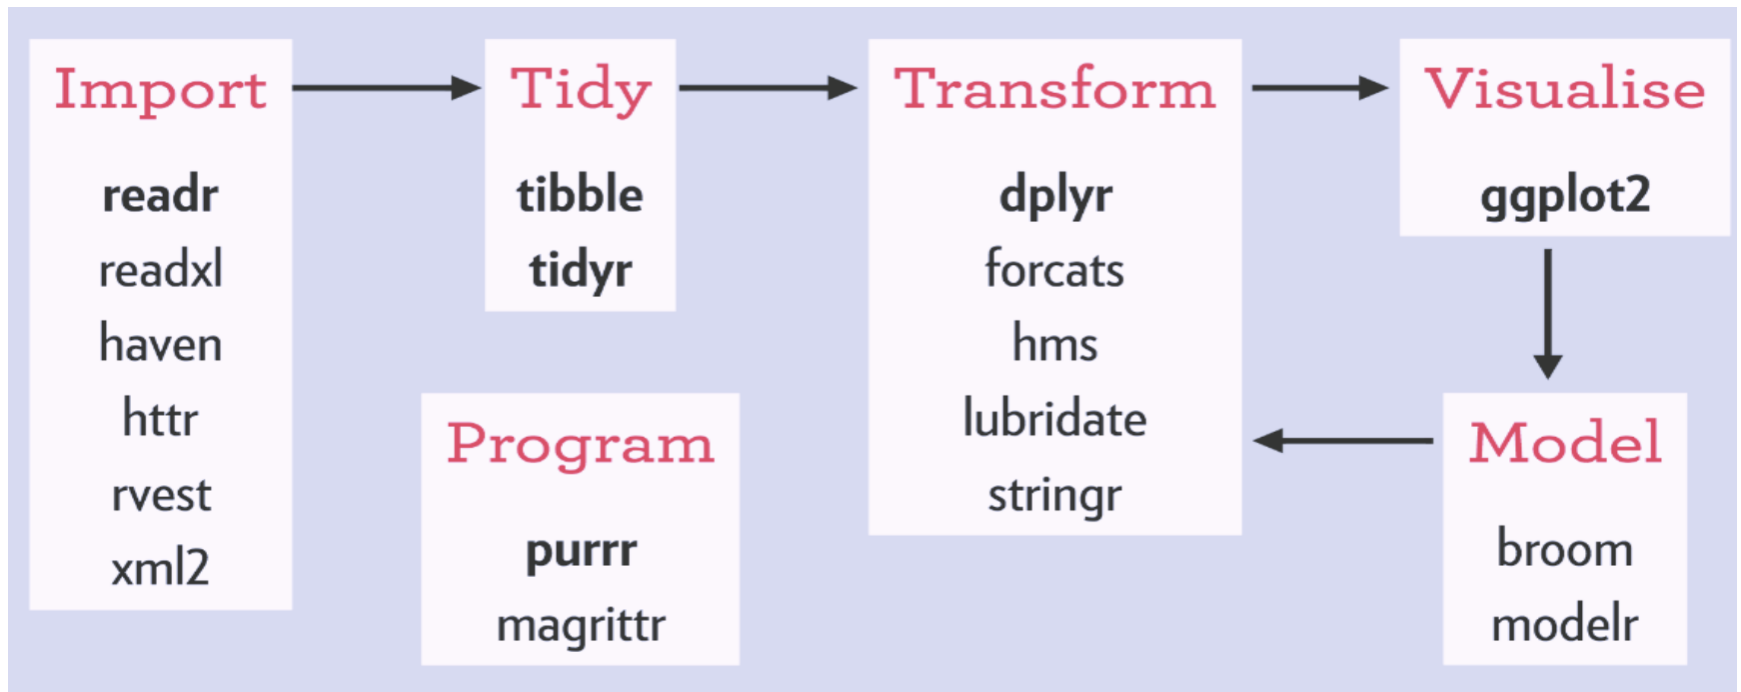 Import
readr
readxl
haven
httr
rvest
xml2
Tidy
tibble
tidyr
Program
purrr
magrittr
Transform
dplyr
forcats
hms
lubridate
stringr
Visualise
ggplot2
Model
broom
modelr